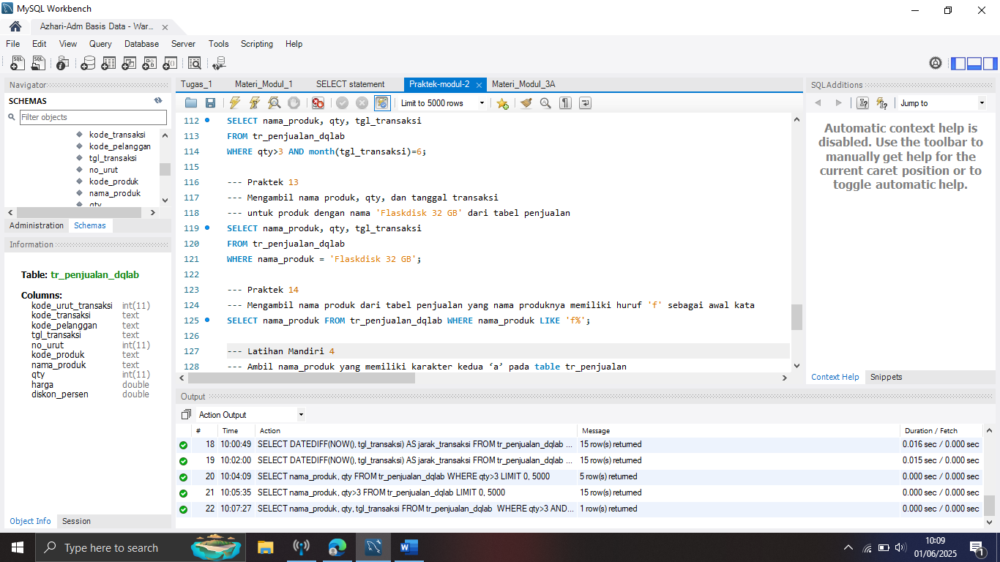 MySQL Workbench
Azhari-Adm Basis Data - War...
File Edit View Query Database Server Tools Scripting Help
Navigator
SCHEMAS
Filter objects
kode_transaksi
kode_pelanggan
tgl_transaksi
no_urut
kode_produk
nama_produk
qty
Administration Schemas
Information
Table: tr_penjualan_dqlab
Columns:
kode_urut_transaksi int(11)
kode_transaksi text
kode_pelanggan text
tgl_transaksi text
no_urut int(11)
kode_produk text
nama_produk text
qty int(11)
harga double
diskon_persen double
Object Info Session
Tugas_1 Materi_Modul_1 SELECT statement Praktek-modul-2 Materi_Modul_3A
Limit to 5000 rows
112 SELECT nama_produk, qty, tgl_transaksi
113 FROM tr_penjualan_dqlab
114 WHERE qty>3 AND month(tgl_transaksi)=6;
115
116 --- Praktek 13
117 --- Mengambil nama produk, qty, dan tanggal transaksi
118 --- untuk produk dengan nama 'Flaskdisk 32 GB' dari tabel penjualan
119 SELECT nama_produk, qty, tgl_transaksi
120 FROM tr_penjualan_dqlab
121 WHERE nama_produk = 'Flaskdisk 32 GB';
122
123 --- Praktek 14
124 --- Mengambil nama produk dari tabel penjualan yang nama produknya memiliki huruf 'f' sebagai awal kata
125 SELECT nama_produk FROM tr_penjualan_dqlab WHERE nama_produk LIKE 'f%';
126
127 --- Latihan Mandiri 4
128 --- Ambil nama_produk yang memiliki karakter kedua ‘a’ pada table tr_penjualan
SQLAdditions
Jump to
Automatic context help is
disabled. Use the toolbar to
manually get help for the
current caret position or to
toggle automatic help.
Context Help Snippets
Output
Action Output
# Time Action Message Duration / Fetch
18 10:00:49 SELECT DATEDIFF(NOW(), tgl_transaksi) AS jarak_transaksi FROM tr_penjualan_dqlab ... 15 row(s) returned 0.016 sec / 0.000 sec
19 10:02:00 SELECT DATEDIFF(NOW(), tgl_transaksi) AS jarak_transaksi FROM tr_penjualan_dqlab ... 15 row(s) returned 0.015 sec / 0.000 sec
20 10:04:09 SELECT nama_produk, qty FROM tr_penjualan_dqlab WHERE qty>3 LIMIT 0, 5000 5 row(s) returned 0.000 sec / 0.000 sec
21 10:05:35 SELECT nama_produk, qty>3 FROM tr_penjualan_dqlab LIMIT 0, 5000 15 row(s) returned 0.000 sec / 0.000 sec
22 10:07:27 SELECT nama_produk, qty, tgl_transaksi FROM tr_penjualan_dqlab WHERE qty>3 AND... 1 row(s) returned 0.000 sec / 0.000 sec
Type here to search
10:09
01/06/2025
1